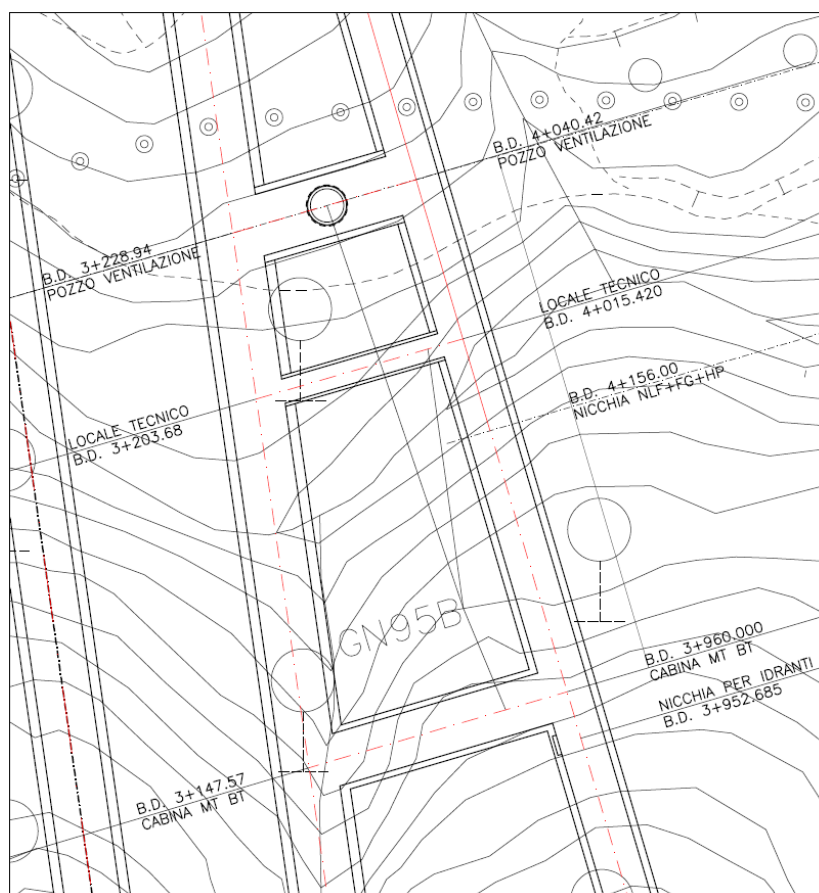 B.D. 4+040.42
POZZO VENTILAZIONE
B.D. 3+228.94
POZZO VENTILAZIONE
LOCALE TECNICO
B.D. 4+015.420
B.D. 4+156.00
NICCHIA NLF+FG+HP
LOCALE TECNICO
B.D. 3+203.68
GN95B
B.D. 3+960.000
CABINA MT BT
NICCHIA PER IDRANTI
B.D. 3+952.685
B.D. 3+147.57
CABINA MT BT